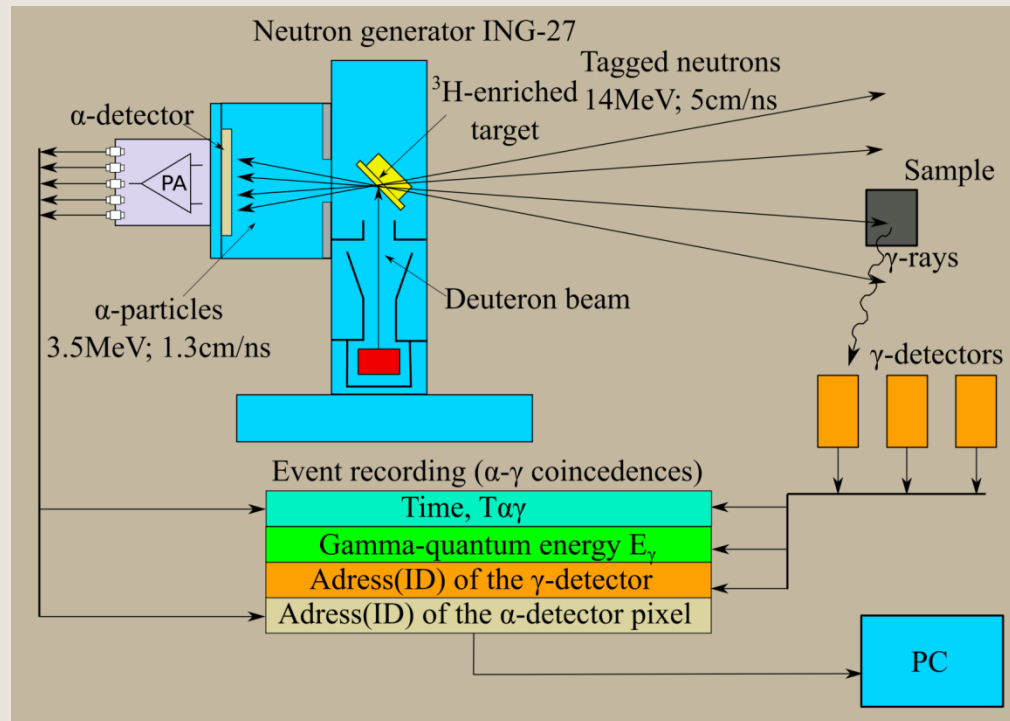 Neutron generator ING-27
³H-enriched
target
Tagged neutrons
14MeV; 5cm/ns
α-detector
PA
Sample
γ-rays
Deuteron beam
α-particles
3.5MeV; 1.3cm/ns
γ-detectors
Event recording (α-γ coincedences)
Time, Tαγ
Gamma-quantum energy Eγ
Adress(ID) of the γ-detector
Adress(ID) of the α-detector pixel
PC